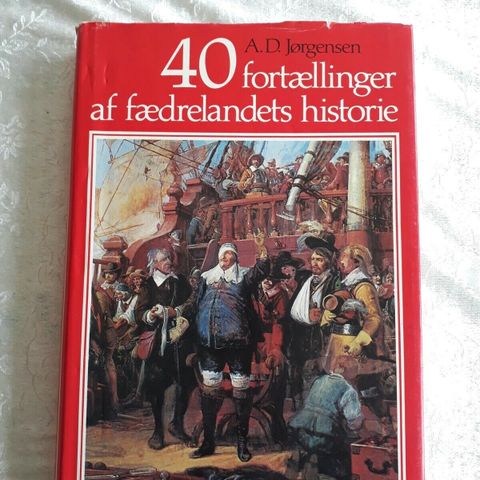 A.D. Jørgensen
40 fortællinger
af fædrelandets historie